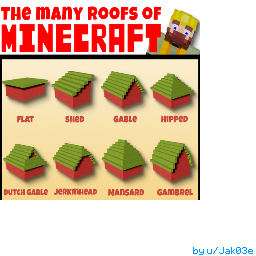 The many roofs of
MINECRAFT
Flat Shed Gable Hipped
Dutch Gable Jerkinhead Mansard Gambrel
by u/Jak03e